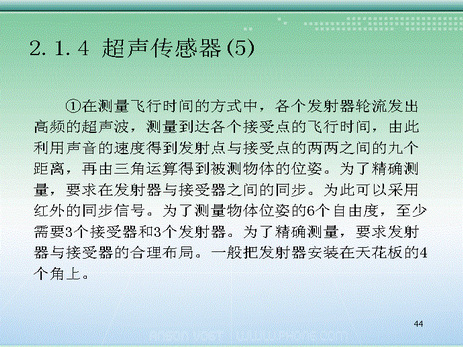 2.1.4 超声传感器(5)
①在测量飞行时间的方式中，各个发射器轮流发出
高频的超声波，测量到达各个接受点的飞行时间，由此
利用声音的速度得到发射点与接受点的两两之间的九个
距离，再由三角运算得到被测物体的位姿。为了精确测
量，要求在发射器与接受器之间的同步。为此可以采用
红外的同步信号。为了测量物体位姿的6个自由度，至少
需要3个接受器和3个发射器。为了精确测量，要求发射
器与接受器的合理布局。一般把发射器安装在天花板的4
个角上。
44